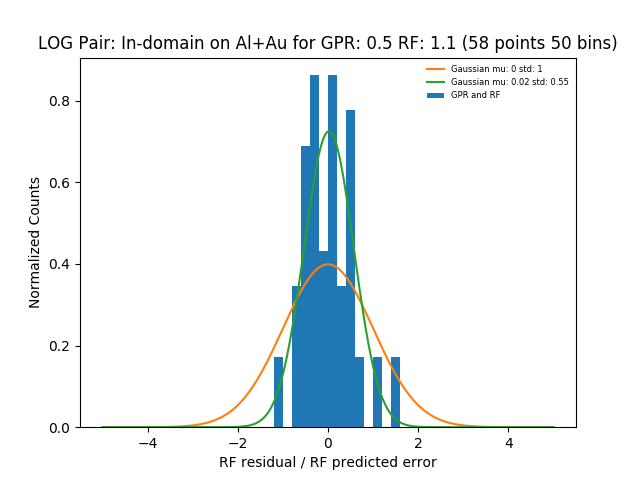 LOG Pair: In-domain on Al+Au for GPR: 0.5 RF: 1.1 (58 points 50 bins)
Gaussian mu: 0 std: 1
Gaussian mu: 0.02 std: 0.55
GPR and RF
Normalized Counts
0.8
0.6
0.4
0.2
0.0
−4 −2 0 2 4
RF residual / RF predicted error